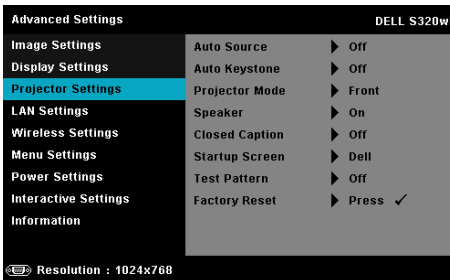 Advanced Settings DELL S320wi
Image Settings Auto Source Off
Display Settings Auto Keystone Off
Projector Settings Projector Mode Front
LAN Settings Speaker On
Wireless Settings Closed Caption Off
Menu Settings Startup Screen Dell
Power Settings Test Pattern Off
Interactive Settings Factory Reset Press ✓
Information
Resolution : 1024x768